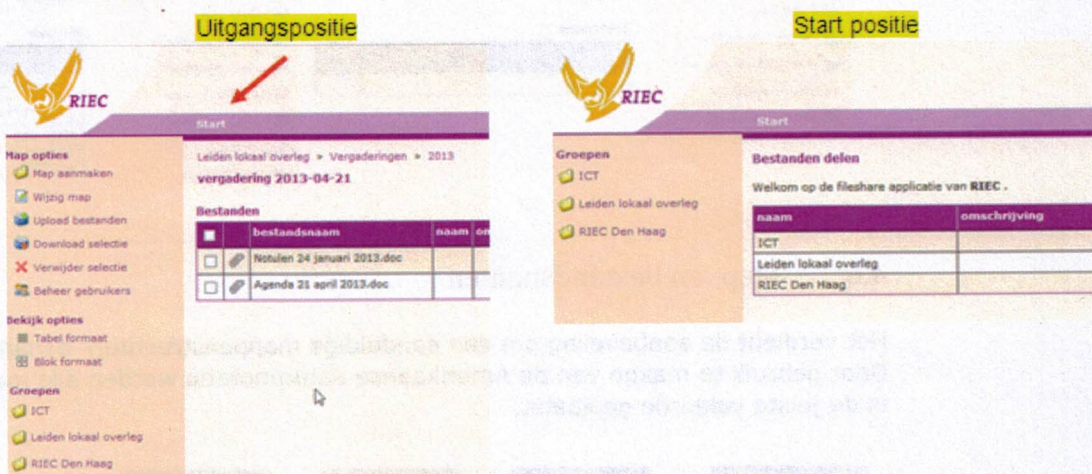 Uitgangspositie
RIEC
Start
Map opties
Map aanmaken
Wijzig map
Upload bestanden
Download selectie
Verwijder selectie
Beheer gebruikers
Bekijk opties
Tabel formaat
Blok formaat
Groepen
ICT
Leiden lokaal overleg
RIEC Den Haag
Leiden lokaal overleg » Vergaderingen » 2013
vergadering 2013-04-21
Bestanden
bestandsnaam naam om
Notulen 24 januari 2013.doc
Agenda 21 april 2013.doc
Start positie
RIEC
Start
Groepen
ICT
Leiden lokaal overleg
RIEC Den Haag
Bestanden delen
Welkom op de fileshare applicatie van RIEC .
naam omschrijving
ICT
Leiden lokaal overleg
RIEC Den Haag